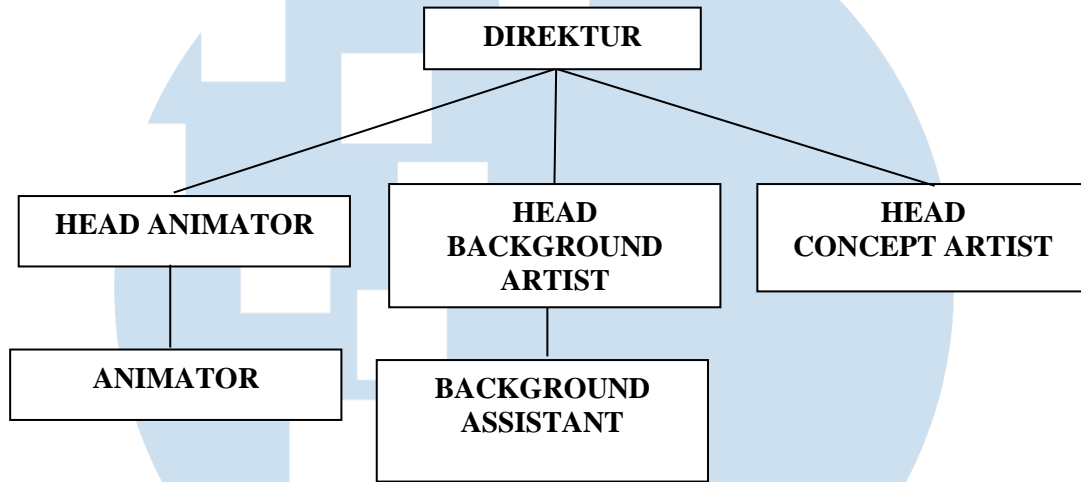 DIREKTUR
HEAD ANIMATOR
HEAD
BACKGROUND
ARTIST
HEAD
CONCEPT ARTIST
ANIMATOR
BACKGROUND
ASSISTANT